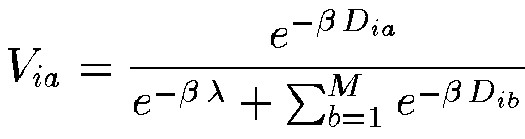 V_{ia} = \frac{e^{-\beta D_{ia}}}{e^{-\beta \lambda} + \sum_{b=1}^{M} e^{-\beta D_{ib}}}